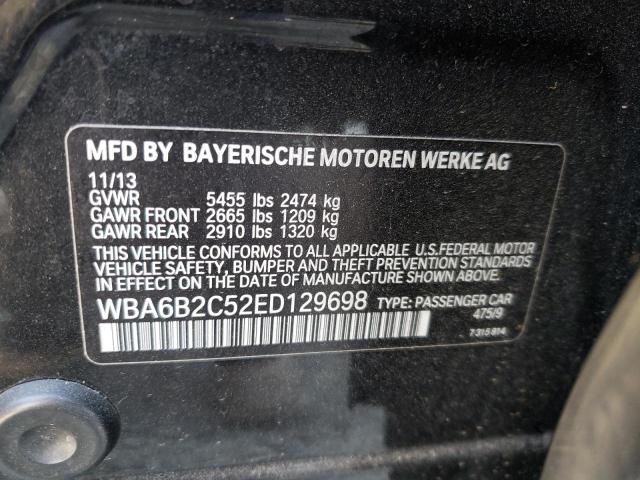 MFD BY BAYERISCHE MOTOREN WERKE AG
11/13
GVWR 5455 lbs 2474 kg
GAWR FRONT 2665 lbs 1209 kg
GAWR REAR 2910 lbs 1320 kg
THIS VEHICLE CONFORMS TO ALL APPLICABLE U.S.FEDERAL MOTOR
VEHICLE SAFETY, BUMPER AND THEFT PREVENTION STANDARDS
IN EFFECT ON THE DATE OF MANUFACTURE SHOWN ABOVE.
WBA6B2C52ED129698 TYPE: PASSENGER CAR
475/9
7315814